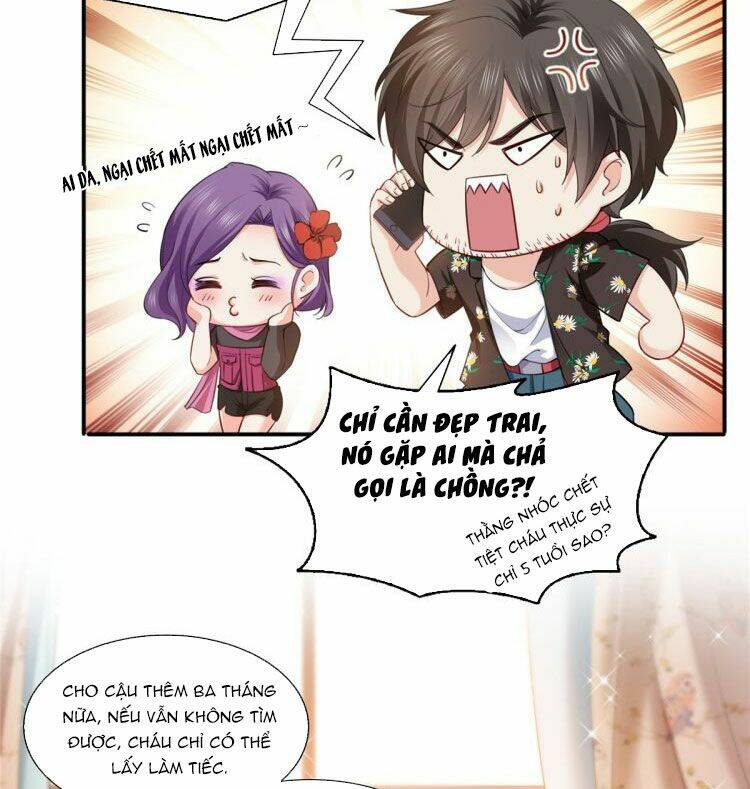 AI DA, NGẠI CHẾT MẤT NGẠI CHẾT MẤT ~
CHỈ CẦN ĐẸP TRAI,
NÓ GẶP AI MÀ CHẢ
GỌI LÀ CHỒNG?!
THẰNG NHÓC CHẾT
TIỆT CHÁU THỰC SỰ
CHỈ 5 TUỔI SAO?
CHO CẬU THÊM BA THÁNG
NỮA, NẾU VẪN KHÔNG TÌM
ĐƯỢC, CHÁU CHỈ CÓ THỂ
LẤY LÀM TIẾC.